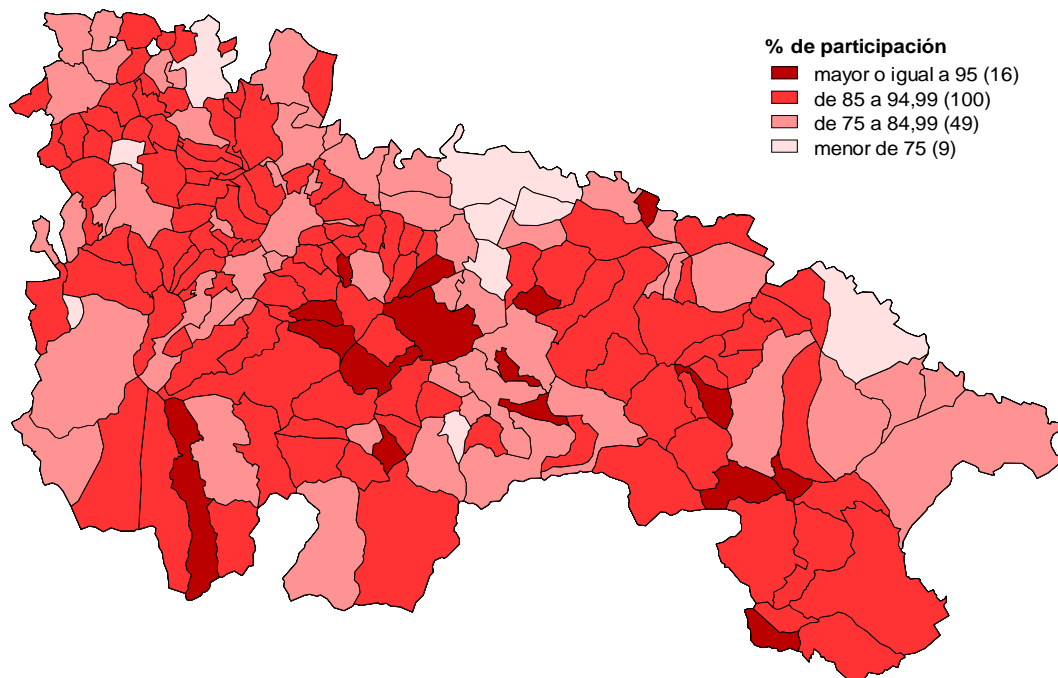 % de participación
mayor o igual a 95 (16)
de 85 a 94,99 (100)
de 75 a 84,99 (49)
menor de 75 (9)